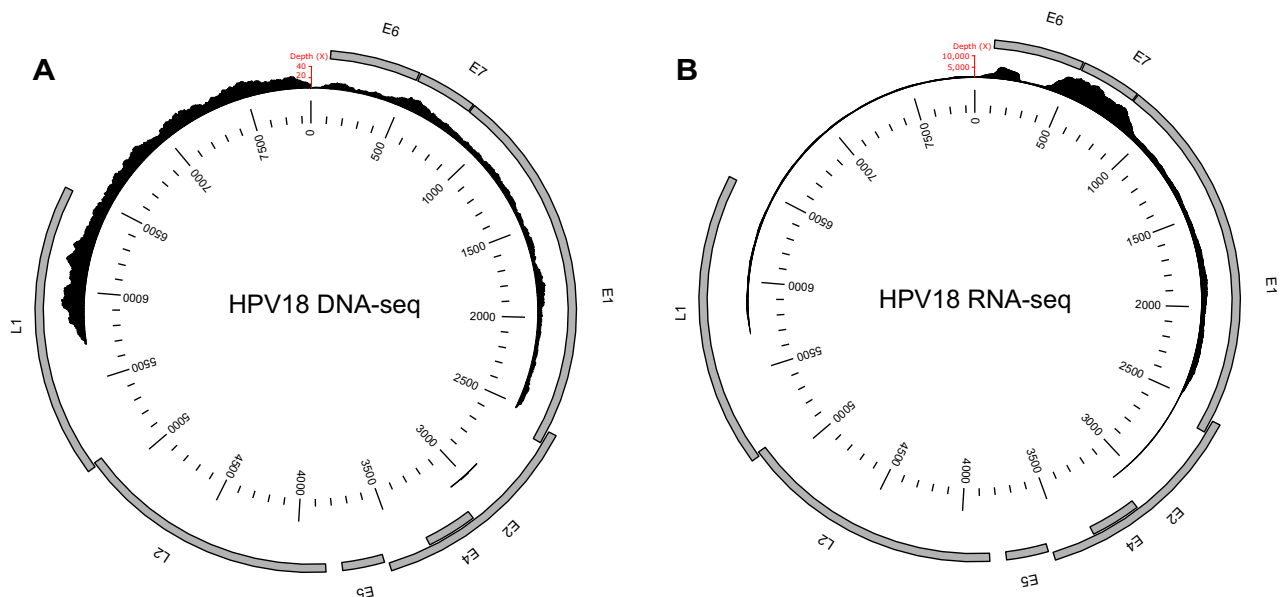 A
Depth (X)
40
20
E6
E7
E1
E2
E4
E5
L2
L1
0
500
1000
1500
2000
2500
3000
3500
4000
4500
5000
5500
6000
6500
7000
7500
HPV18 DNA-seq
B
Depth (X)
10,000
5,000
E6
E7
E1
E2
E4
E5
L2
L1
0
500
1000
1500
2000
2500
3000
3500
4000
4500
5000
5500
6000
6500
7000
7500
HPV18 RNA-seq